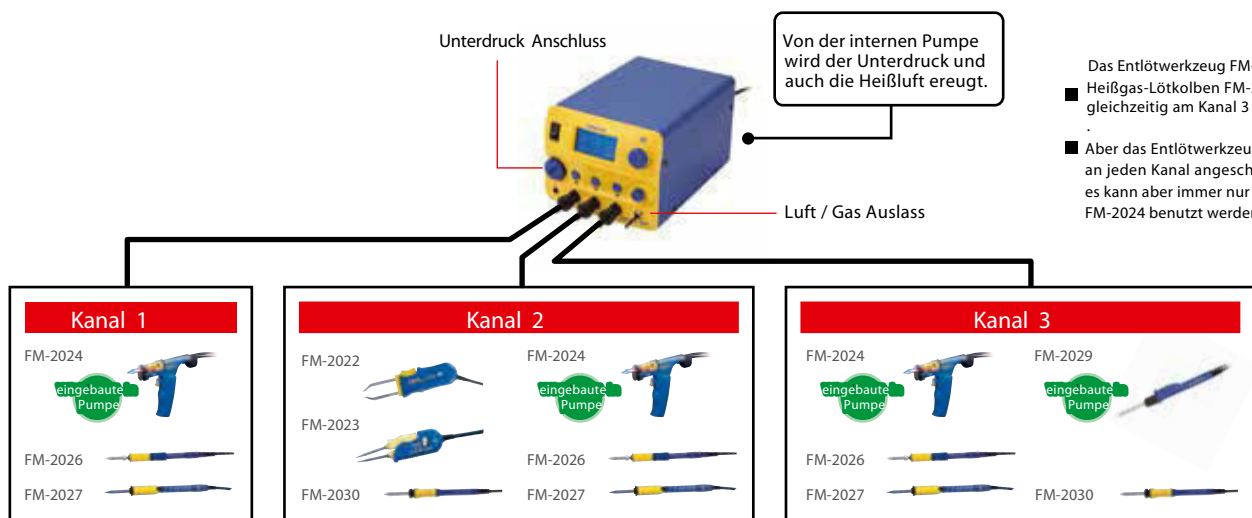 Unterdruck Anschluss
Von der internen Pumpe
wird der Unterdruck und
auch die Heißluft ereugt.
Das Entlötwerkzeug FM-
Heißgas-Lötkolben FM-
gleichzeitig am Kanal 3
.
Aber das Entlötwerkzeu
an jeden Kanal angesch
es kann aber immer nur
FM-2024 benutzt werde
Luft / Gas Auslass
Kanal 1
FM-2024
eingebaute
Pumpe
FM-2026
FM-2027
Kanal 2
FM-2022
FM-2023
FM-2030
FM-2024
eingebaute
Pumpe
FM-2026
FM-2027
Kanal 3
FM-2024
eingebaute
Pumpe
FM-2026
FM-2027
FM-2029
eingebaute
Pumpe
FM-2030